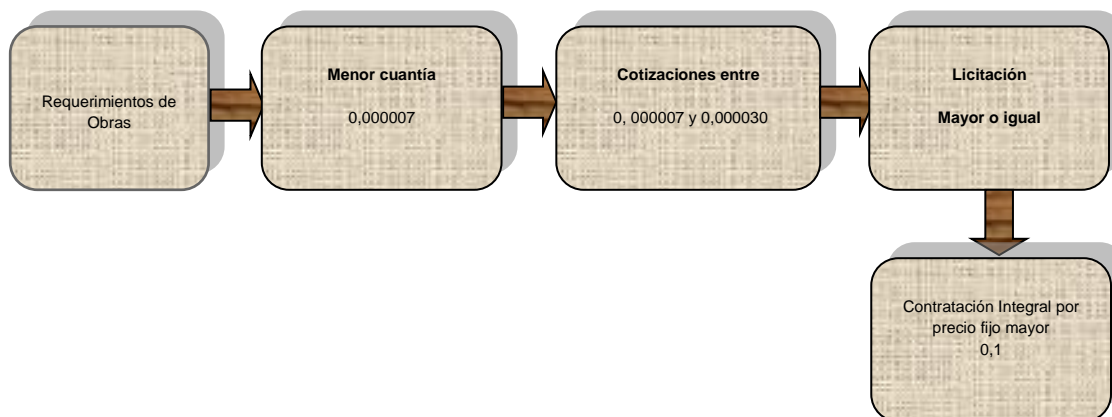 Requerimientos de
Obras
Menor cuantía
0,000007
Cotizaciones entre
0, 000007 y 0,000030
Licitación
Mayor o igual
Contratación Integral por
precio fijo mayor
0,1